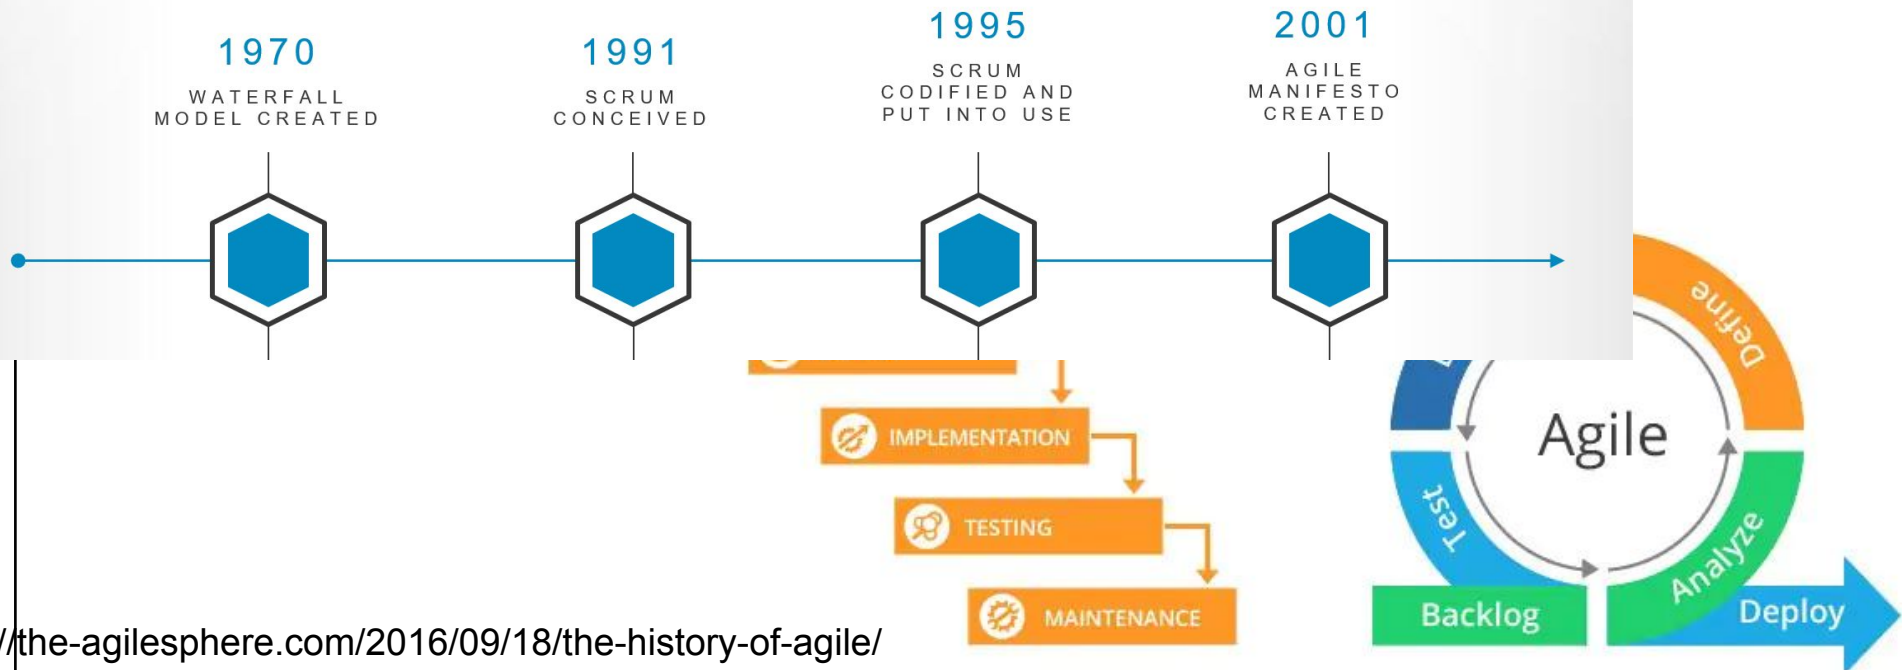 1970
WATERFALL
MODEL CREATED
1991
SCRUM
CONCEIVED
1995
SCRUM
CODIFIED AND
PUT INTO USE
2001
AGILE
MANIFESTO
CREATED
IMPLEMENTATION
TESTING
MAINTENANCE
Define
Agile
Test
Analyze
Backlog
Deploy
//the-agilesphere.com/2016/09/18/the-history-of-agile/